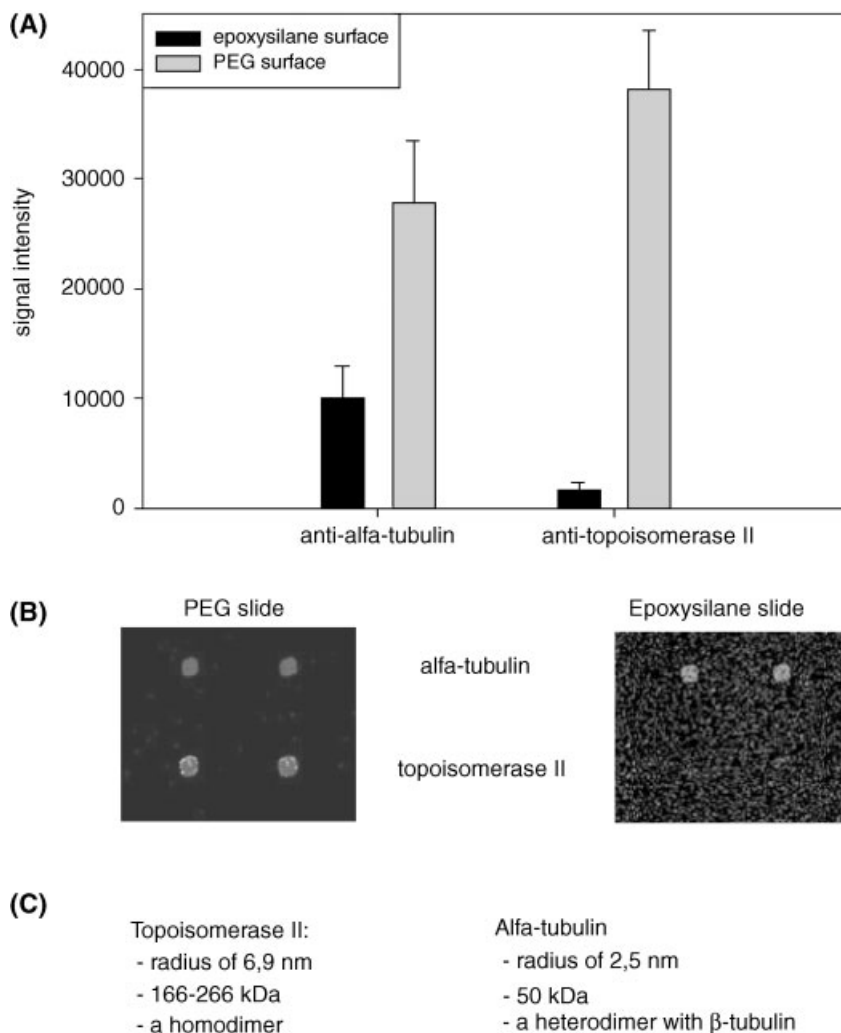 (A)
epoxysilane surface
PEG surface
signal intensity
40000
30000
20000
10000
0
anti-alfa-tubulin
anti-topoisomerase II
(B)
PEG slide
Epoxysilane slide
alfa-tubulin
topoisomerase II
(C)
Topoisomerase II:
- radius of 6,9 nm
- 166-266 kDa
- a homodimer
Alfa-tubulin
- radius of 2,5 nm
- 50 kDa
- a heterodimer with β-tubulin